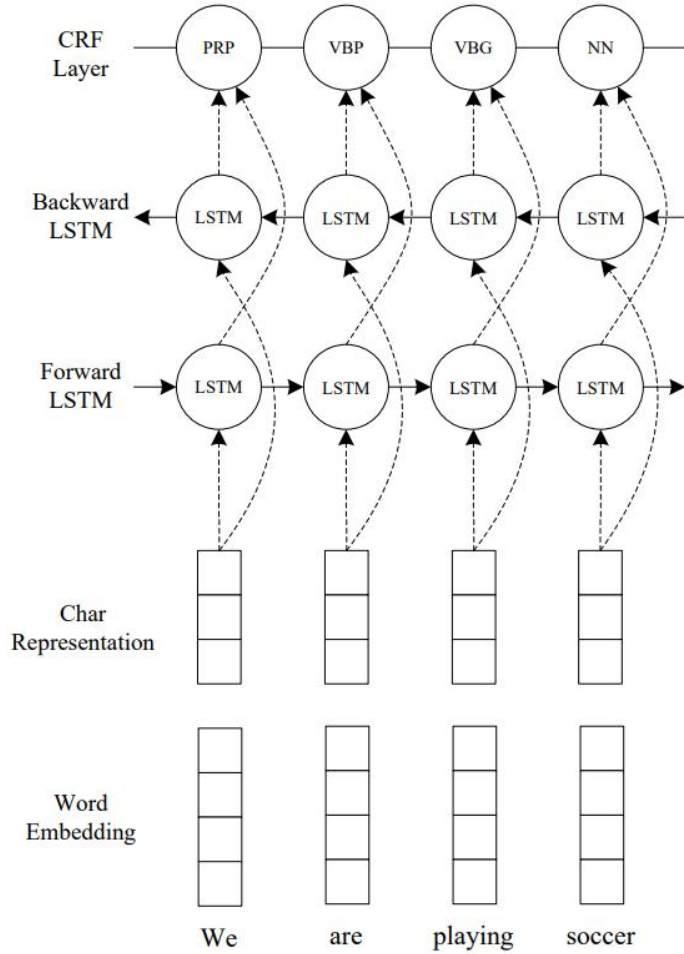 CRF
Layer
PRP VBP VBG NN
Backward
LSTM
LSTM LSTM LSTM LSTM
Forward
LSTM
LSTM LSTM LSTM LSTM
Char
Representation
Word
Embedding
We are playing soccer